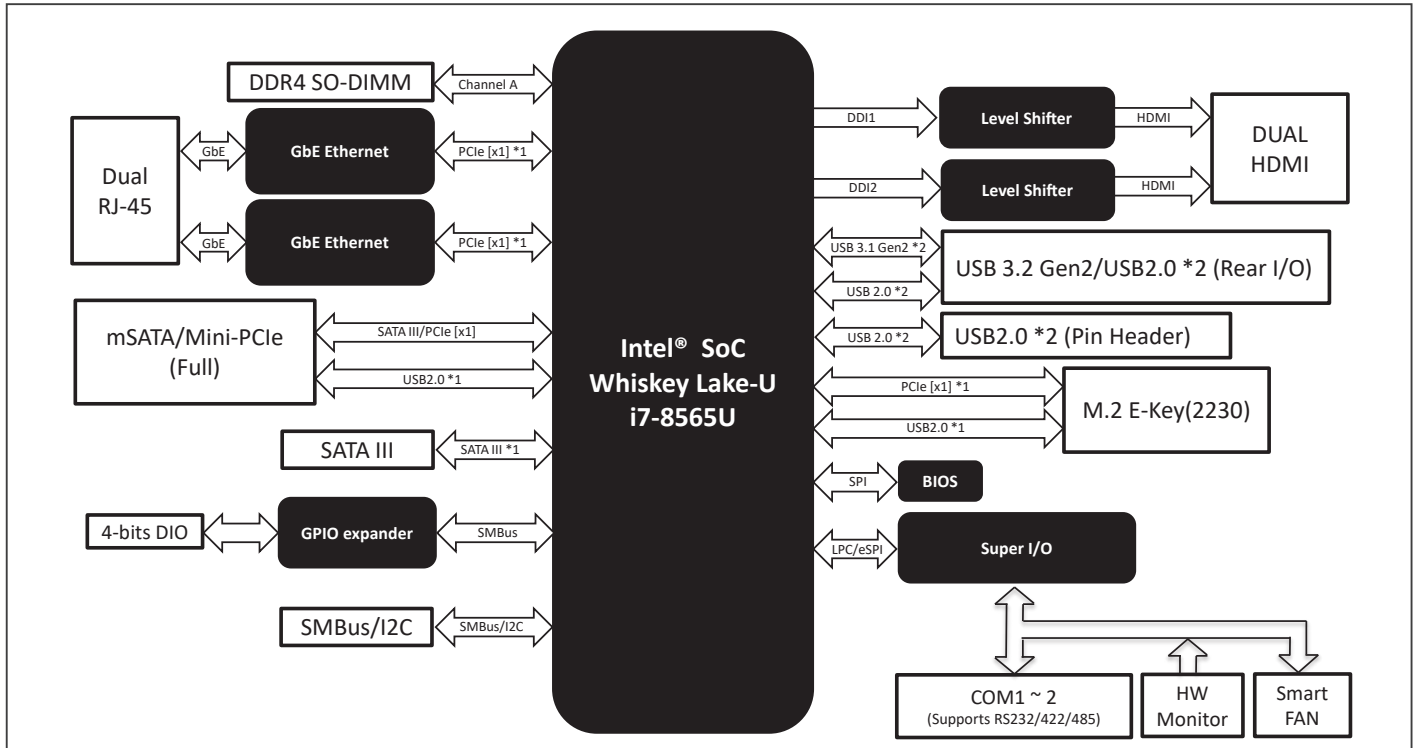 DDR4 SO-DIMM
Channel A
Dual
RJ-45
GbE
GbE Ethernet
PCIe [x1] *1
GbE
GbE Ethernet
PCIe [x1] *1
mSATA/Mini-PCIe
(Full)
SATA III/PCIe [x1]
USB2.0 *1
SATA III
SATA III *1
4-bits DIO
GPIO expander
SMBus
SMBus/I2C
SMBus/I2C
Intel® SoC
Whiskey Lake-U
i7-8565U
DDI1
Level Shifter
HDMI
DUAL
HDMI
DDI2
Level Shifter
HDMI
USB 3.1 Gen2 *2
USB 2.0 *2
USB 3.2 Gen2/USB2.0 *2 (Rear I/O)
USB 2.0 *2
USB2.0 *2 (Pin Header)
PCIe [x1] *1
USB2.0 *1
M.2 E-Key(2230)
SPI
BIOS
LPC/eSPI
Super I/O
COM1 ~ 2
(Supports RS232/422/485)
HW
Monitor
Smart
FAN